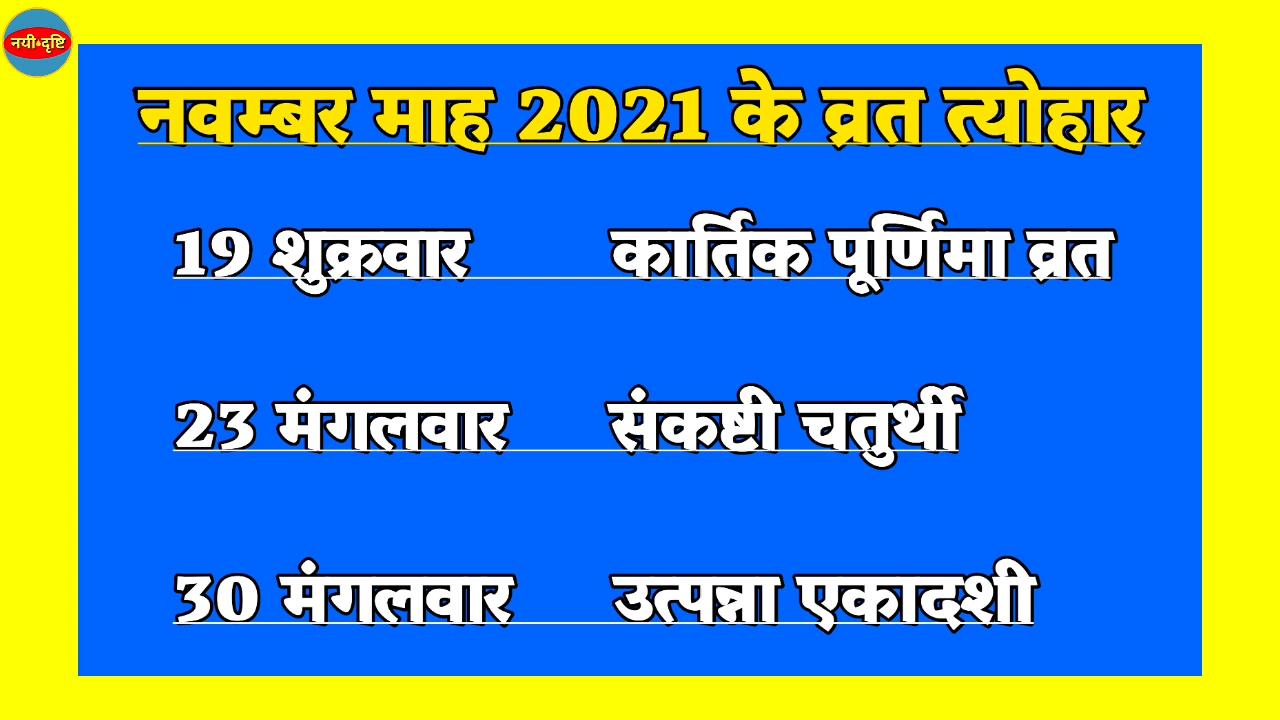 नयी दृष्टि
नवम्बर माह 2021 के व्रत त्योहार
19 शुक्रवार कार्तिक पूर्णिमा व्रत
23 मंगलवार संकष्टी चतुर्थी
30 मंगलवार उत्पन्ना एकादशी